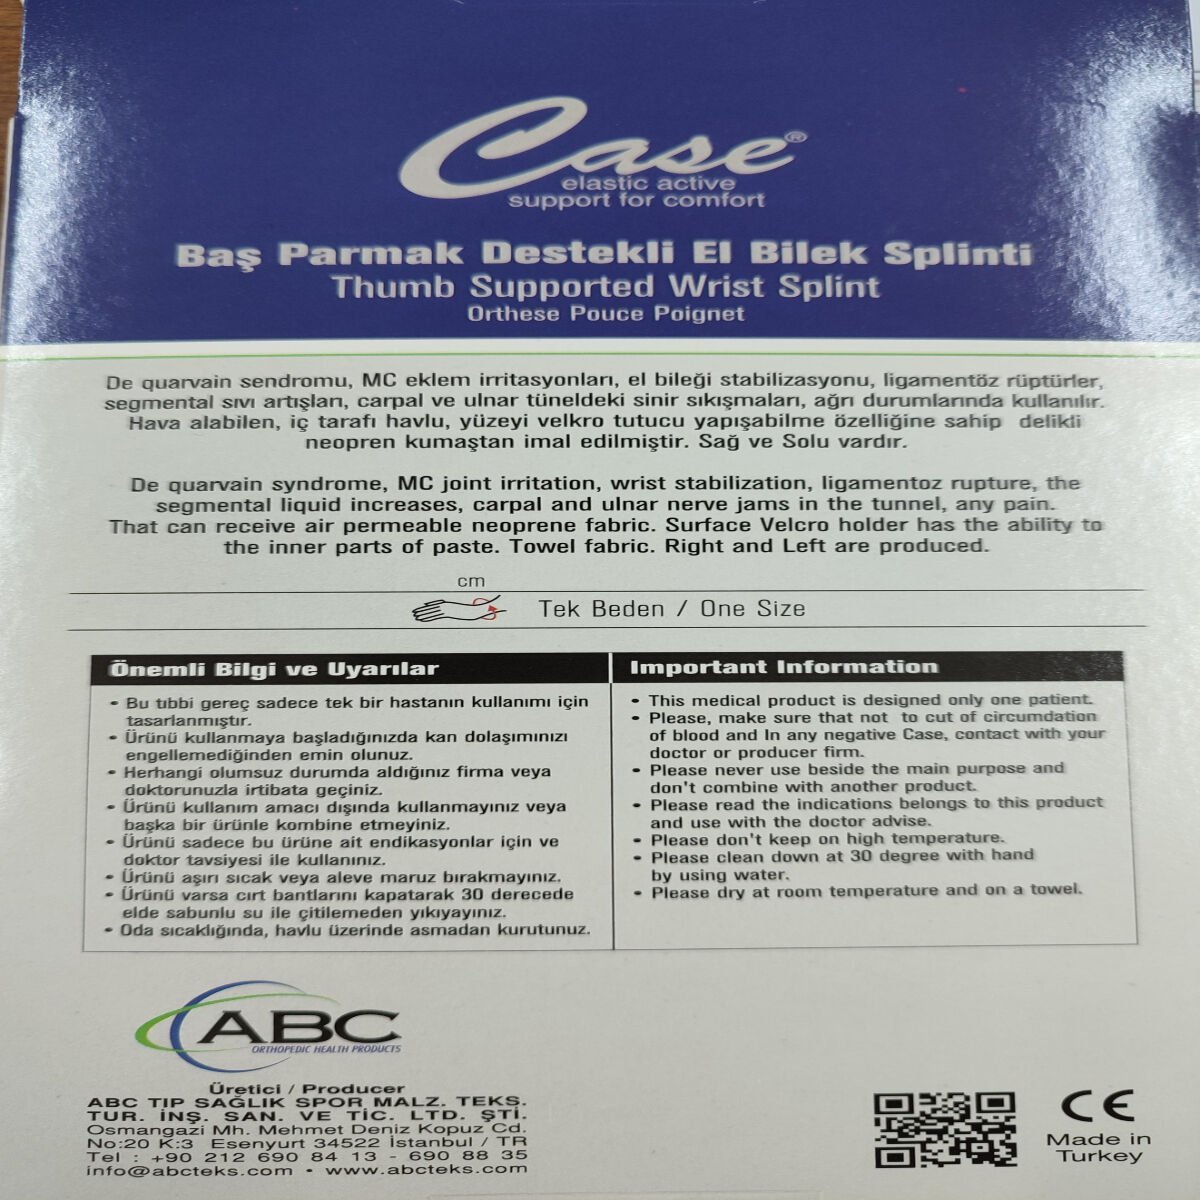 Case®
elastic active
support for comfort
Baş Parmak Destekli El Bilek Splinti
Thumb Supported Wrist Splint
Orthese Pouce Poignet
De quarvain sendromu, MC eklem irritasyonları, el bileği stabilizasyonu, ligamentöz rüptürler,
segmental sıvı artışları, carpal ve ulnar tüneldeki sinir sıkışmaları, ağrı durumlarında kullanılır.
Hava alabilen, iç tarafı havlu, yüzeyi velkro tutucu yapışabilme özelliğine sahip delikli
neopren kumaştan imal edilmiştir. Sağ ve Solu vardır.
De quarvain syndrome, MC joint irritation, wrist stabilization, ligamentoz rupture, the
segmental liquid increases, carpal and ulnar nerve jams in the tunnel, any pain.
That can receive air permeable neoprene fabric. Surface Velcro holder has the ability to
the inner parts of paste. Towel fabric. Right and Left are produced.
cm
Tek Beden / One Size
Önemli Bilgi ve Uyarılar
• Bu tıbbi gereç sadece tek bir hastanın kullanımı için
tasarlanmıştır.
• Ürünü kullanmaya başladığınızda kan dolaşımınızı
engellemediğinden emin olunuz.
• Herhangi olumsuz durumda aldığınız firma veya
doktorunuzla irtibata geçiniz.
• Ürünü kullanım amacı dışında kullanmayınız veya
başka bir ürünle kombine etmeyiniz.
• Ürünü sadece bu ürüne ait endikasyonlar için ve
doktor tavsiyesi ile kullanınız.
• Ürünü aşırı sıcak veya aleve maruz bırakmayınız.
• Ürünü varsa cırt bantlarını kapatarak 30 derecede
elde sabunlu su ile çitilemeden yıkıyayınız.
• Oda sıcaklığında, havlu üzerinde asmadan kurutunuz.
Important Information
• This medical product is designed only one patient.
• Please, make sure that not to cut of circumdation
of blood and In any negative Case, contact with your
doctor or producer firm.
• Please never use beside the main purpose and
don't combine with another product.
• Please read the indications belongs to this product
and use with the doctor advise.
• Please don't keep on high temperature.
• Please clean down at 30 degree with hand
by using water.
• Please dry at room temperature and on a towel.
ABC
ORTHOPEDIC HEALTH PRODUCTS
Üretici / Producer
ABC TIP SAĞLIK SPOR MALZ. TEKS.
TUR. İNŞ. SAN. VE TİC. LTD. ŞTİ.
Osmangazi Mh. Mehmet Deniz Kopuz Cd.
No:20 K:3 Esenyurt 34522 İstanbul / TR
Tel : +90 212 690 84 13 - 690 88 35
info@abcteks.com • www.abcteks.com
CE
Made in
Turkey